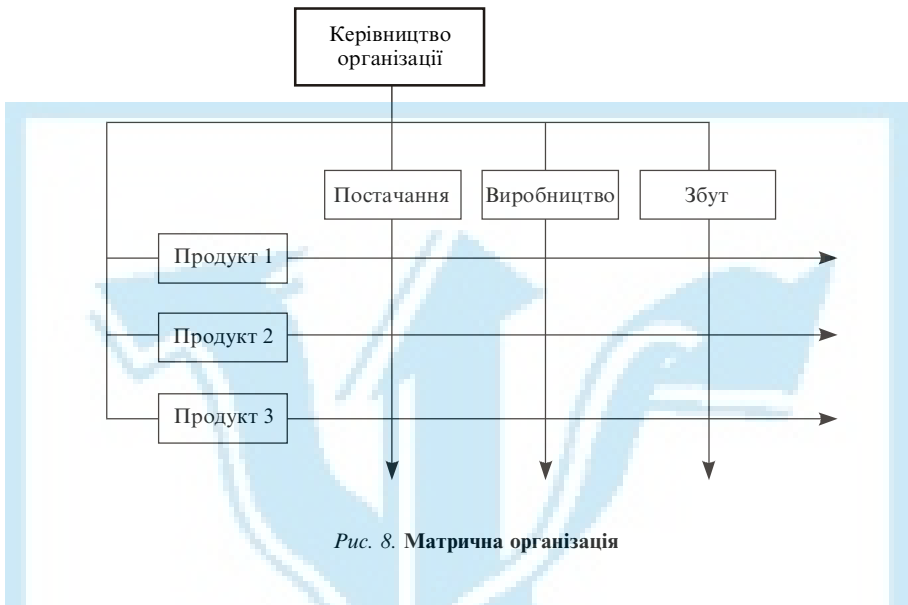 Керівництво
організації
Постачання
Виробництво
Збут
Продукт 1
Продукт 2
Продукт 3
Рис. 8. Матрична організація